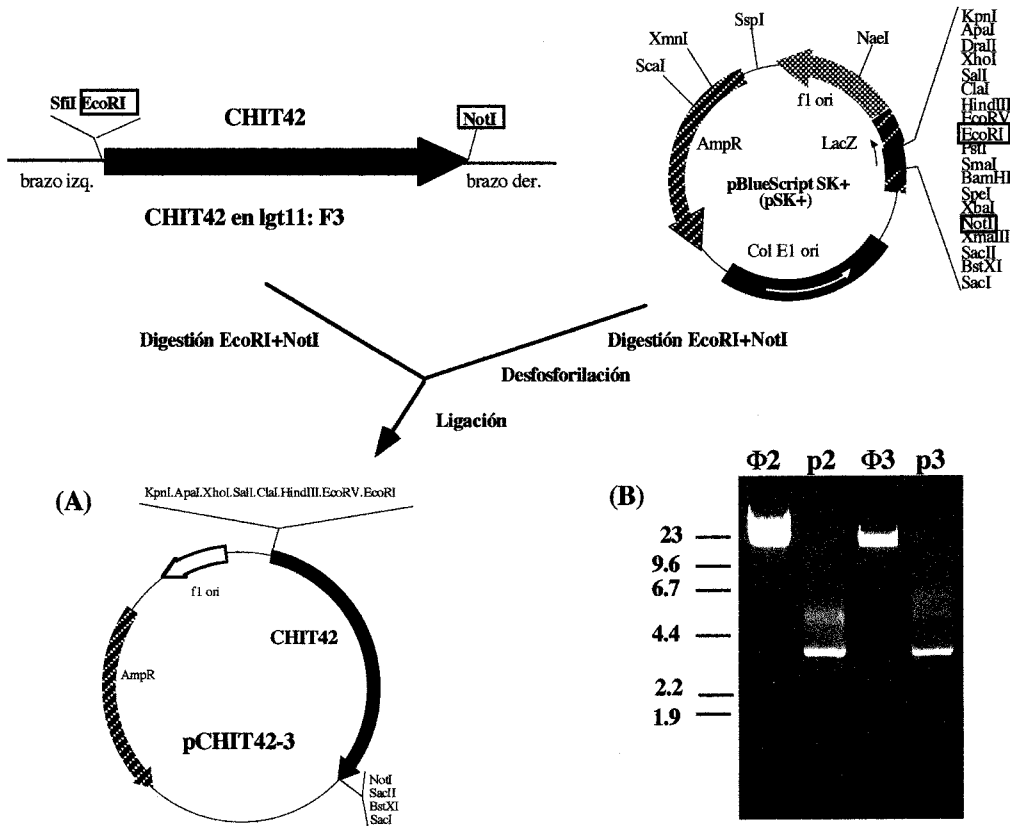 SfiI EcoRI
CHIT42
NotI
brazo izq.
brazo der.
CHIT42 en lgt11: F3
SspI
XmnI
ScaI
NaeI
f1 ori
AmpR
LacZ
pBlueScript SK+
(pSK+)
Col E1 ori
KpnI
ApaI
DraII
XhoI
SalI
ClaI
HindIII
EcoRV
EcoRI
PstI
SmaI
BamHI
SpeI
XbaI
NotI
XmaIII
SacII
BstXI
SacI
Digestión EcoRI+NotI
Digestión EcoRI+NotI
Desfosforilación
Ligación
(A)
KpnI.ApaI.XhoI.SalI.ClaI.HindIII.EcoRV.EcoRI
f1 ori
CHIT42
AmpR
pCHIT42-3
NotI
SacII
BstXI
SacI
(B)
Φ2 p2 Φ3 p3
23
9.6
6.7
4.4
2.2
1.9